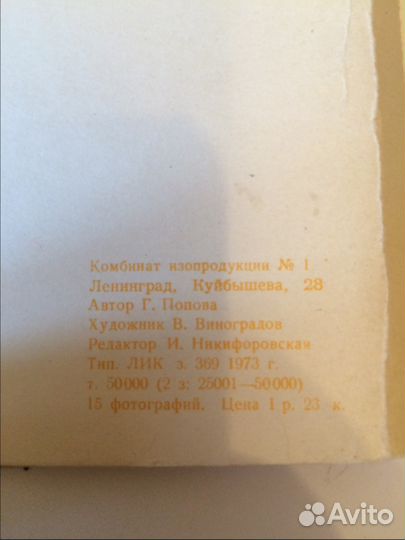 Комбинат изопродукции № 1
Ленинград, Куйбышева, 28
Автор Г. Попова
Художник В. Виноградов
Редактор И. Никифоровская
Тип. ЛИК з. 369 1973 г.
т. 50000 (2 з: 25001—50000)
15 фотографий. Цена 1 р. 23 к.
Avito